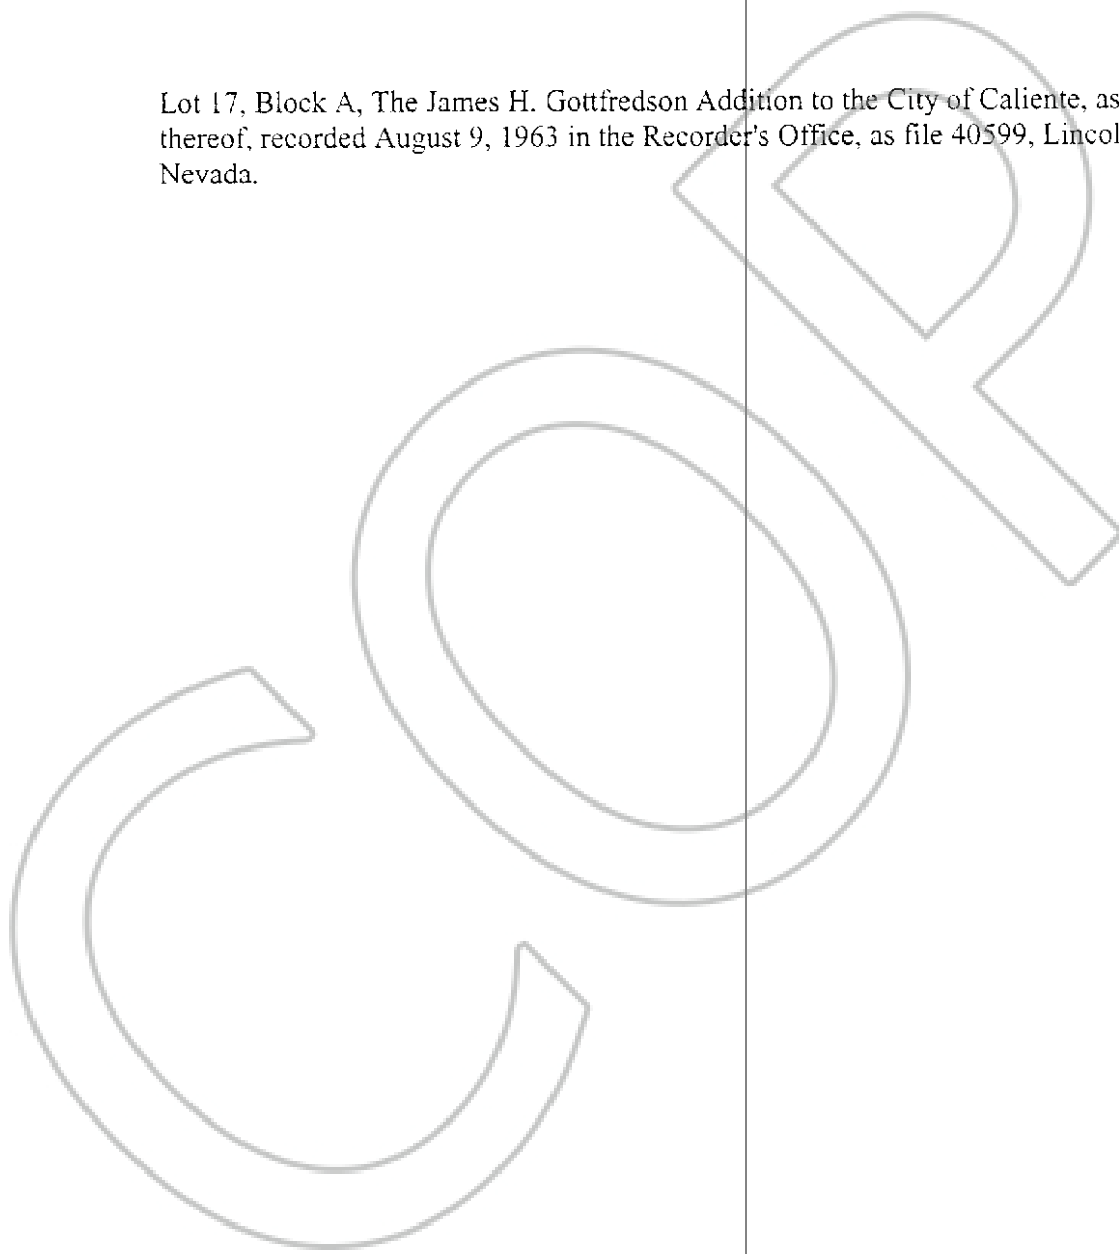 Lot 17, Block A, The James H. Gottfredson Addition to the City of Caliente, as
thereof, recorded August 9, 1963 in the Recorder's Office, as file 40599, Lincol
Nevada.
COP